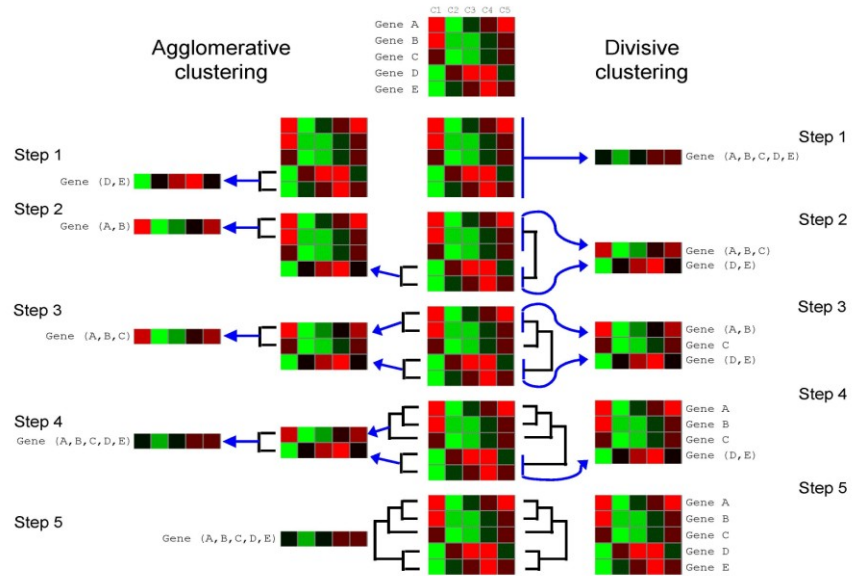 C1 C2 C3 C4 C5
Gene A
Gene B
Gene C
Gene D
Gene E
Agglomerative
clustering
Divisive
clustering
Step 1
Gene (D,E)
Step 1
Gene (A,B,C,D,E)
Step 2
Gene (A,B)
Step 2
Gene (A,B,C)
Gene (D,E)
Step 3
Gene (A,B,C)
Step 3
Gene (A,B)
Gene C
Gene (D,E)
Step 4
Gene (A,B,C,D,E)
Step 4
Gene A
Gene B
Gene C
Gene (D,E)
Step 5
Gene (A,B,C,D,E)
Step 5
Gene A
Gene B
Gene C
Gene D
Gene E